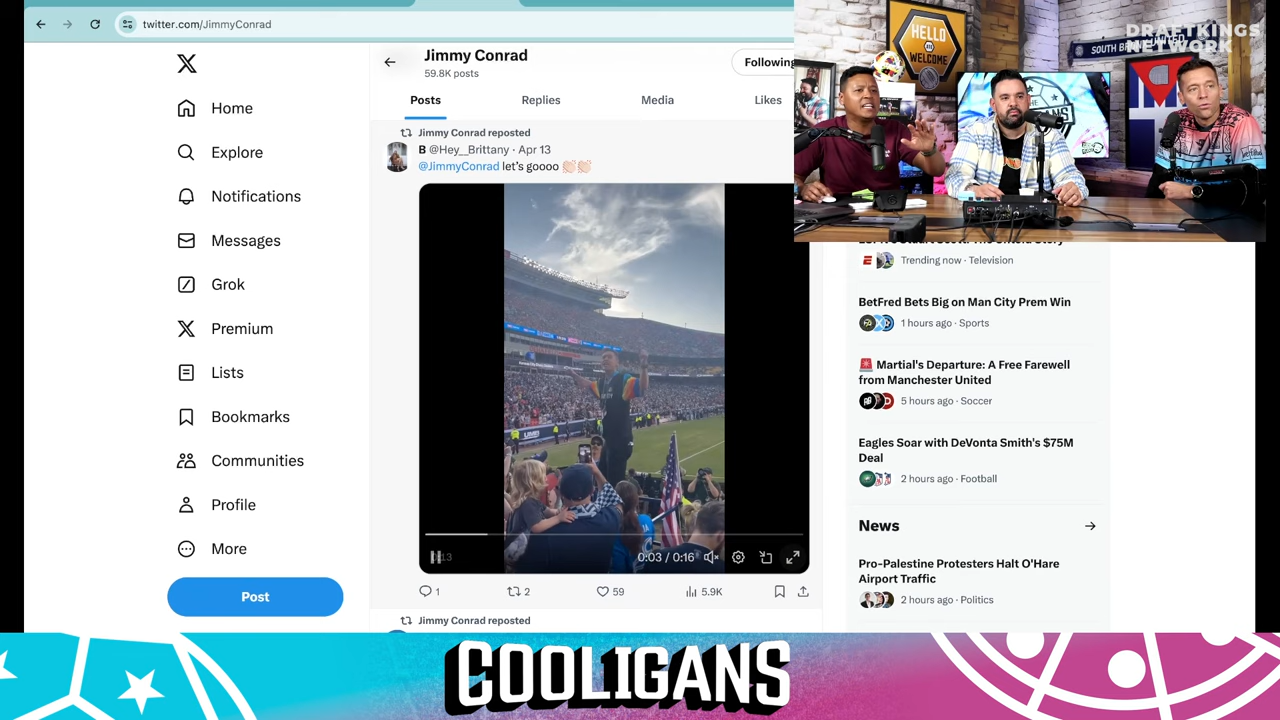 twitter.com/JimmyConrad
Home
Explore
Notifications
Messages
Grok
Premium
Lists
Bookmarks
Communities
Profile
More
Post
Jimmy Conrad
59.8K posts
Following
Posts
Replies
Media
Likes
Jimmy Conrad reposted
B @Hey_Brittany · Apr 13
@JimmyConrad let's goooo 👏🏻👏🏻
0:03 / 0:16
1
2
59
5.9K
Jimmy Conrad reposted
DRAFTKINGS
NETWORK
HELLO
WELCOME
Trending now · Television
BetFred Bets Big on Man City Prem Win
1 hours ago · Sports
🚨 Martial's Departure: A Free Farewell
from Manchester United
5 hours ago · Soccer
Eagles Soar with DeVonta Smith's $75M
Deal
2 hours ago · Football
News
Pro-Palestine Protesters Halt O'Hare
Airport Traffic
2 hours ago · Politics
COOLIGANS